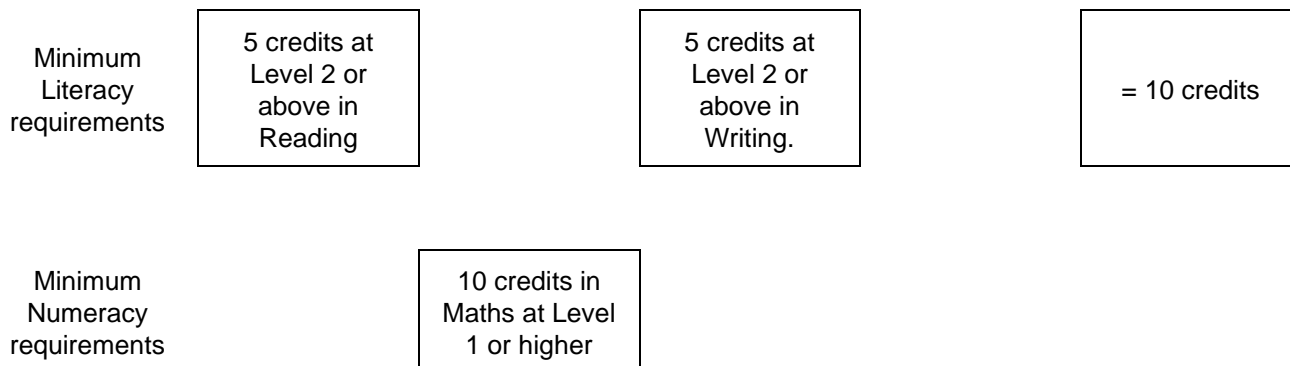 Minimum
Literacy
requirements
5 credits at
Level 2 or
above in
Reading
5 credits at
Level 2 or
above in
Writing.
= 10 credits
Minimum
Numeracy
requirements
10 credits in
Maths at Level
1 or higher